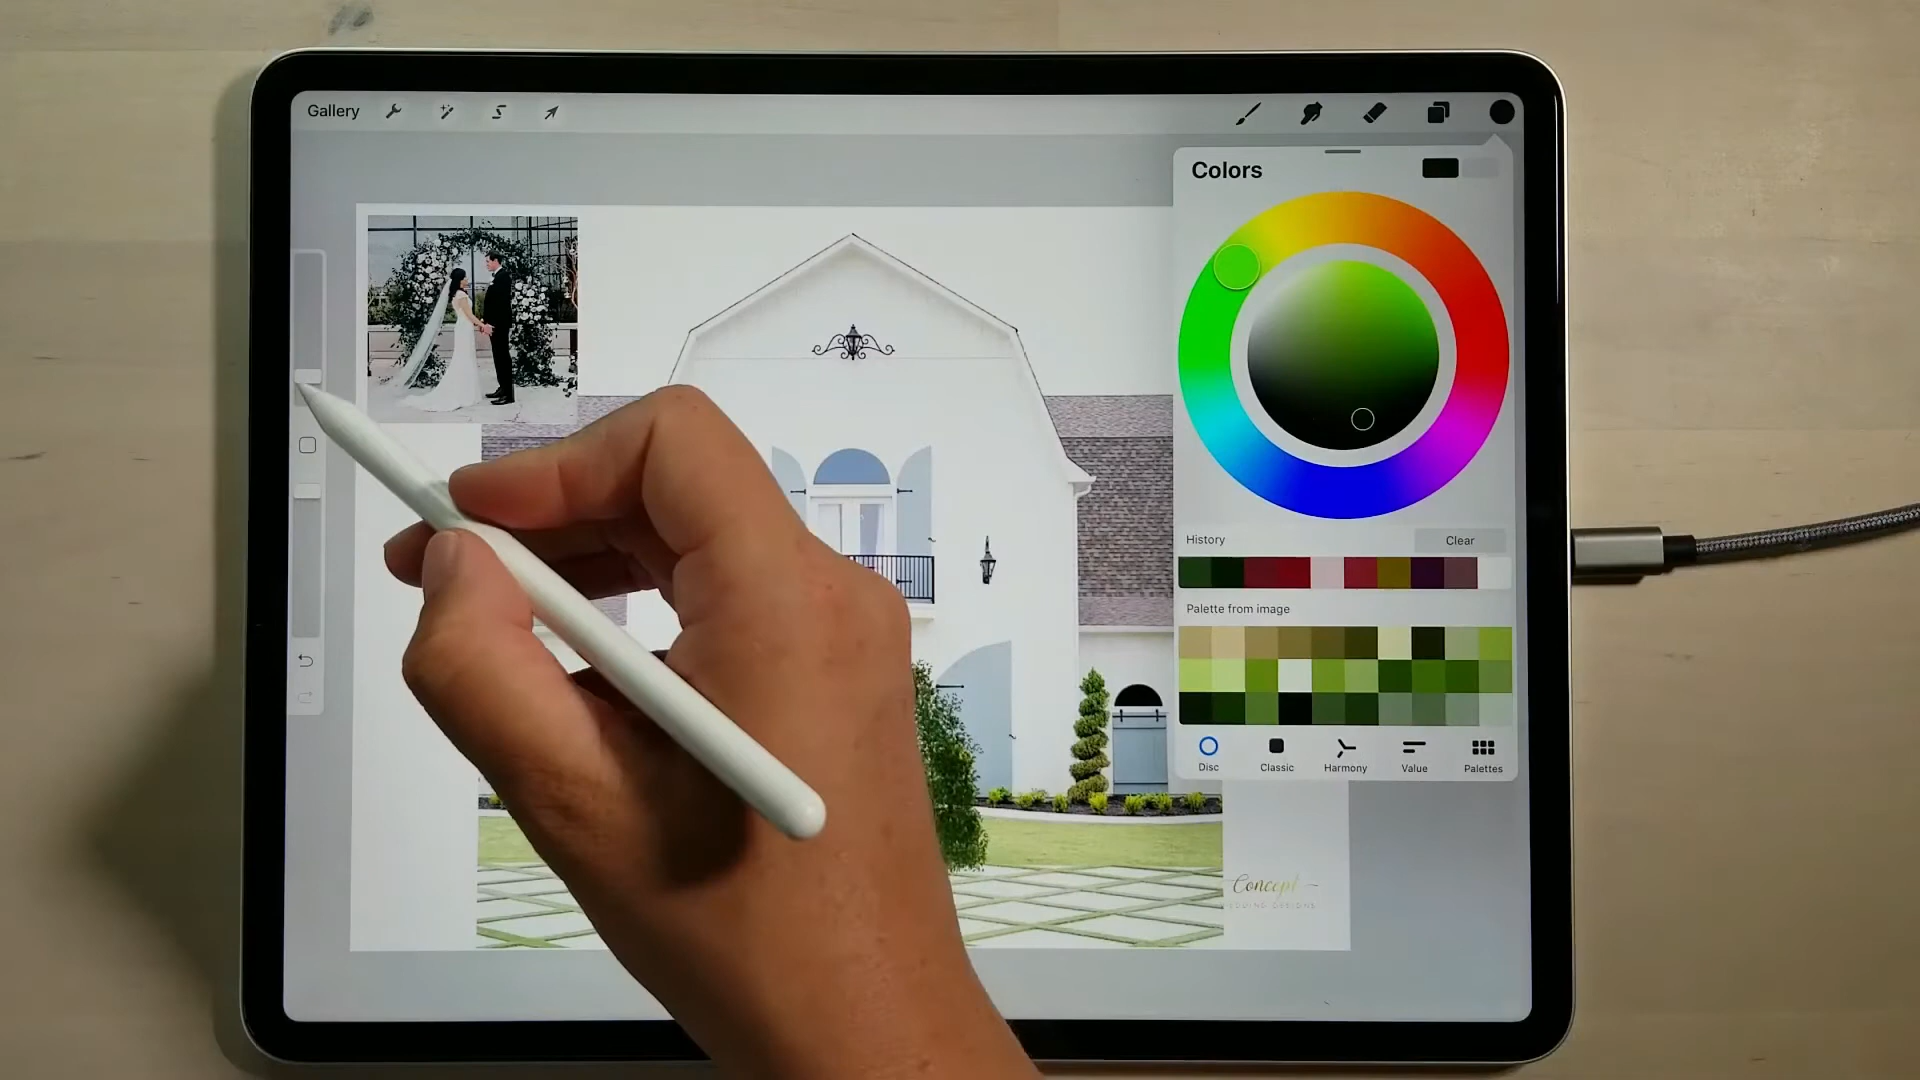 Gallery
Colors
History
Clear
Palette from image
Disc
Classic
Harmony
Value
Palettes
Concept